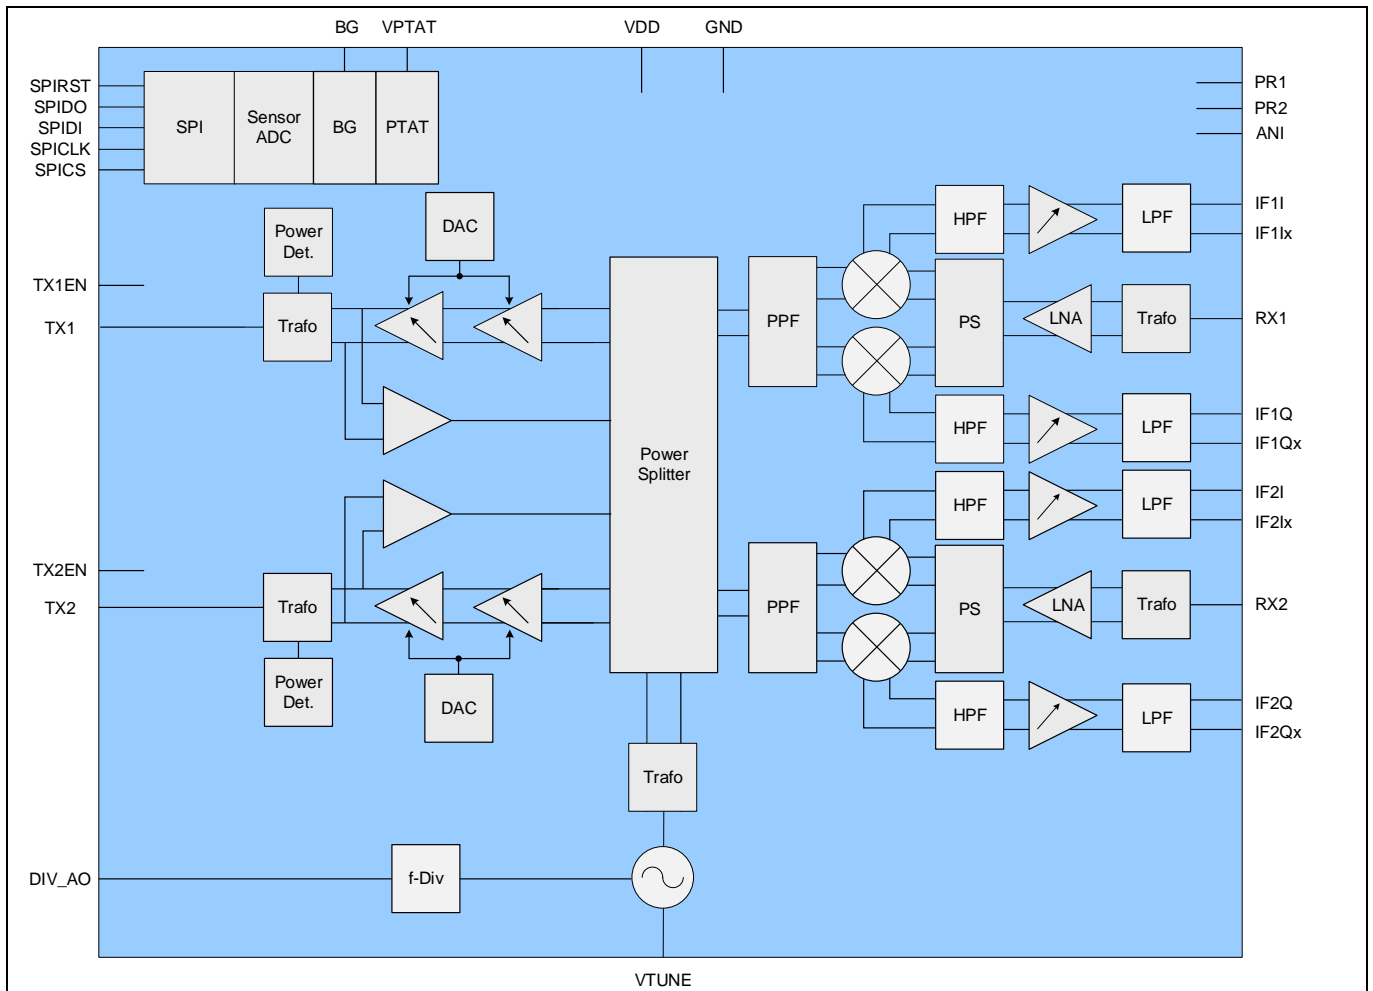 BG VPTAT VDD GND
SPIRST
SPIDO
SPIDI
SPICLK
SPICS
SPI
Sensor
ADC
BG
PTAT
PR1
PR2
ANI
Power
Det.
DAC
TX1EN
TX1
Trafo
HPF
LPF
IF1I
IF1Ix
PPF
PS
LNA
Trafo
RX1
HPF
LPF
IF1Q
IF1Qx
Power
Splitter
HPF
LPF
IF2I
IF2Ix
TX2EN
TX2
Trafo
PPF
PS
LNA
Trafo
RX2
Power
Det.
DAC
HPF
LPF
IF2Q
IF2Qx
Trafo
DIV_AO
f-Div
VTUNE